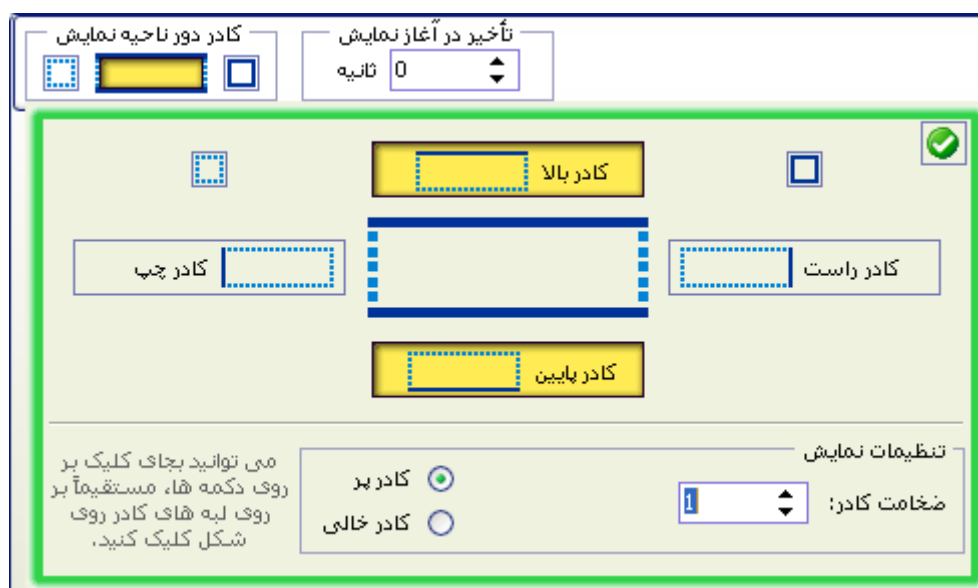 تأخیر در آغاز نمایش
0 ثانیه
کادر دور ناحیه نمایش
کادر بالا
کادر راست
کادر چپ
کادر پایین
تنظیمات نمایش
ضخامت کادر: 1
کادر پر
کادر خالی
می توانید بجای کلیک بر
روی دکمه ها، مستقیمآ بر
روی لبه های کادر روی
شکل کلیک کنید.